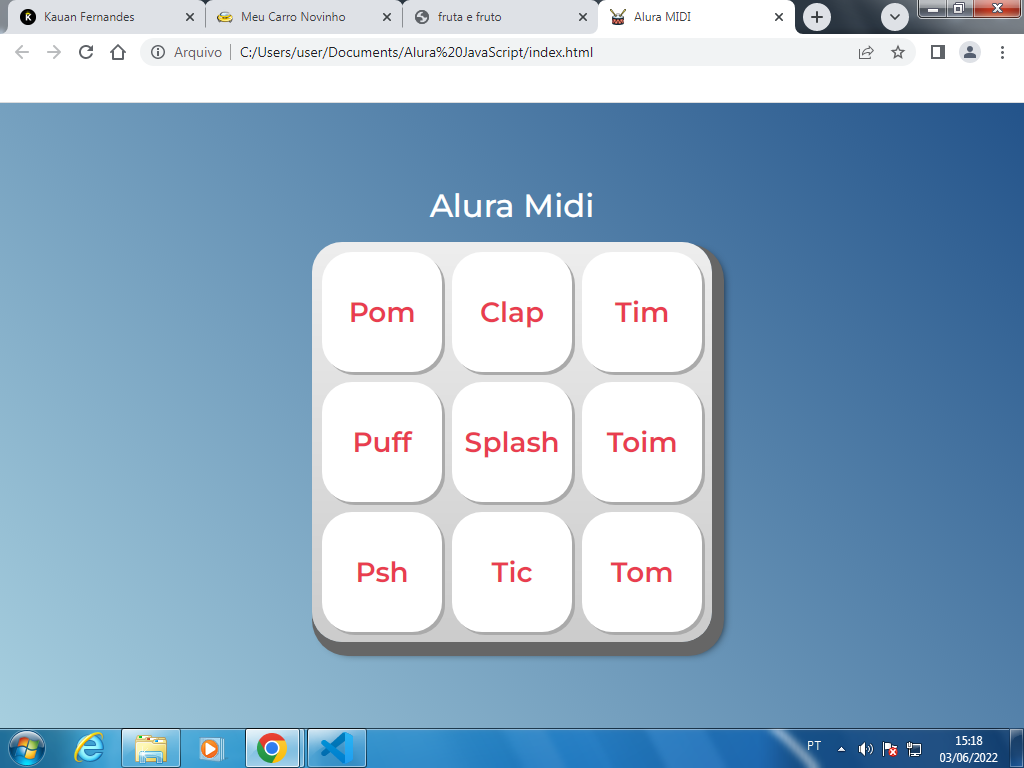 Kauan Fernandes
Meu Carro Novinho
fruta e fruto
Alura MIDI
Arquivo | C:/Users/user/Documents/Alura%20JavaScript/index.html
Alura Midi
Pom Clap Tim
Puff Splash Toim
Psh Tic Tom
PT
15:18
03/06/2022